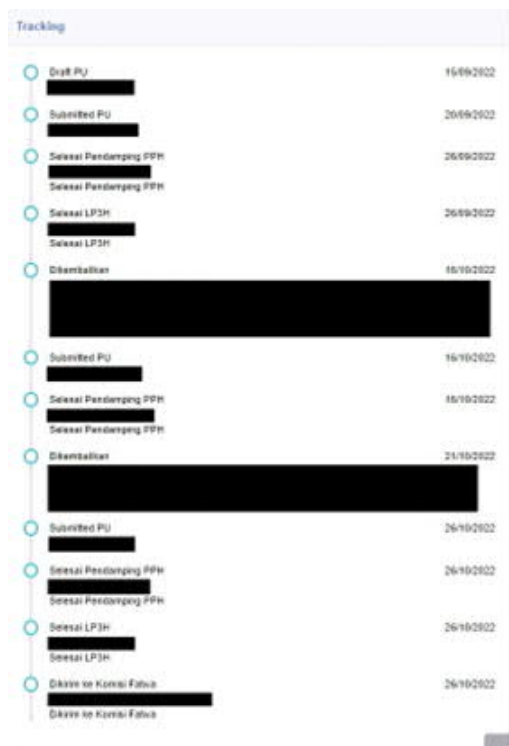 Tracking
Draft PU 15/09/2022
Submitted PU 20/09/2022
Selesai Pendamping PPH 26/09/2022
Selesai Pendamping PPH
Selesai LP3H 26/09/2022
Selesai LP3H
Dikembalikan 16/10/2022
Submitted PU 16/10/2022
Selesai Pendamping PPH 16/10/2022
Selesai Pendamping PPH
Dikembalikan 21/10/2022
Submitted PU 26/10/2022
Selesai Pendamping PPH 26/10/2022
Selesai Pendamping PPH
Selesai LP3H 26/10/2022
Selesai LP3H
Dikirim ke Komisi Fatwa 26/10/2022
Dikirim ke Komisi Fatwa